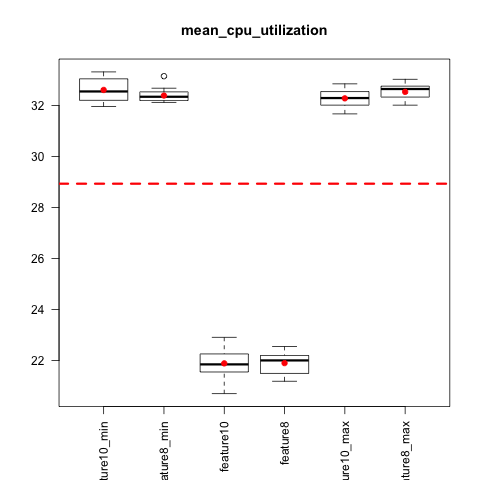 mean_cpu_utilization
32
30
28
26
24
22
ture10_min
ature8_min
feature10
feature8
ure10_max
ture8_max